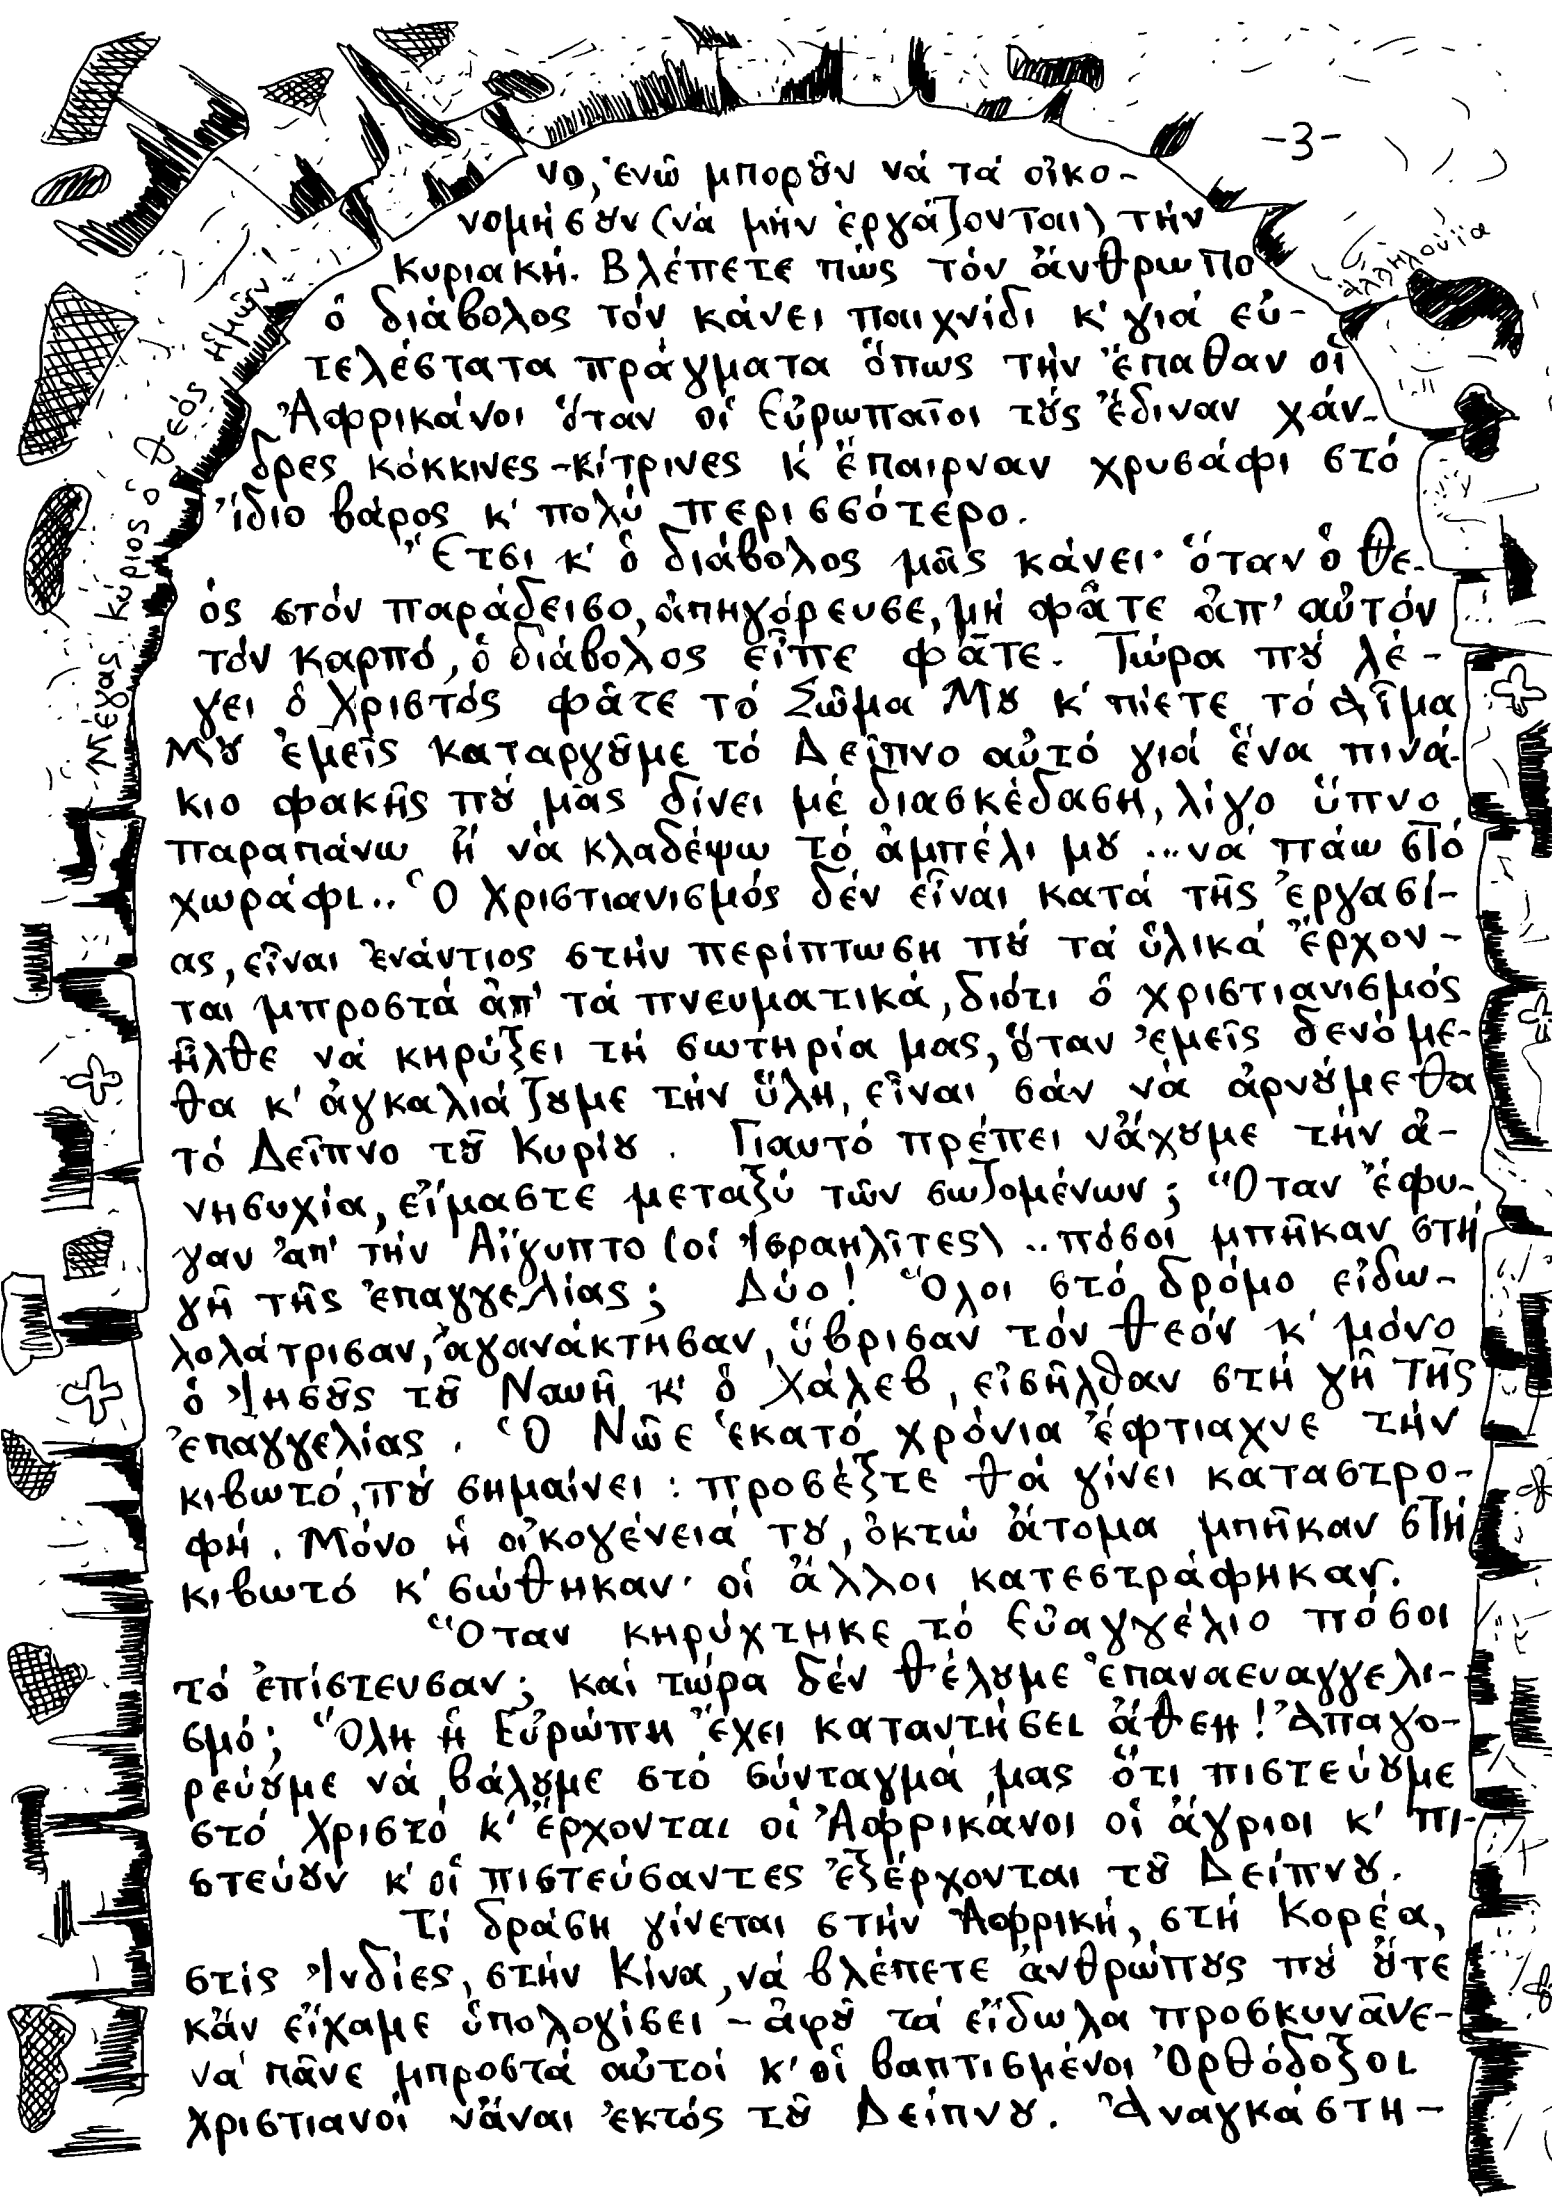 -3-
νο, ἐνῶ μποροῦν νά τά οἰκο-
νομήσουν (νά μήν ἐργάζονται) τήν
Κυριακή. Βλέπετε πώς τόν ἄνθρωπο
ὁ διάβολος τόν κάνει παιχνίδι κ' γιά εὐ-
τελέστατα πράγματα ὅπως τήν ἔπαθαν οἱ
Ἀφρικάνοι ὅταν οἱ Εὐρωπαῖοι τούς ἔδιναν χάν-
δρες κόκκινες-κίτρινες κ' ἔπαιρναν χρυσάφι στό
ἴδιο βάρος κ' πολύ περισσότερο.
Ἔτσι κ' ὁ διάβολος μᾶς κάνει· ὅταν ὁ Θε-
ός στόν παράδεισο, ἀπηγόρευσε, μή φᾶτε ἀπ' αὐτόν
τόν καρπό, ὁ διάβολος εἶπε φᾶτε. Τώρα πού λέ-
γει ὁ Χριστός φᾶτε τό Σῶμα Μου κ' πίετε τό Αἷμα
Μου ἐμεῖς καταργοῦμε τό Δεῖπνο αὐτό γιά ἕνα πινά-
κιο φακῆς πού μᾶς δίνει μέ διασκέδαση, λίγο ὕπνο
παραπάνω ἤ νά κλαδέψω τό ἀμπέλι μου ... νά πάω στό
χωράφι.. Ὁ Χριστιανισμός δέν εἶναι κατά τῆς ἐργασί-
ας, εἶναι ἐνάντιος στήν περίπτωση πού τά ὑλικά ἔρχον-
ται μπροστά ἀπ' τά πνευματικά, διότι ὁ χριστιανισμός
ἦλθε νά κηρύξει τή σωτηρία μας, ὅταν ἐμεῖς δενόμε-
θα κ' ἀγκαλιάζουμε τήν ὕλη, εἶναι σάν νά ἀρνούμεθα
τό Δεῖπνο τοῦ Κυρίου. Γιαυτό πρέπει νἄχουμε τήν ἀ-
νησυχία, εἴμαστε μεταξύ τῶν σωζομένων; Ὅταν ἔφυ-
γαν ἀπ' τήν Αἴγυπτο (οἱ Ἰσραηλῖτες) .. πόσοι μπῆκαν στή
γῆ τῆς ἐπαγγελίας; Δύο! Ὅλοι στό δρόμο εἰδω-
λολάτρισαν, ἀγανάκτησαν, ὕβρισαν τόν Θεόν κ' μόνο
ὁ Ἰησοῦς τοῦ Ναυῆ κ' ὁ Χάλεβ, εἰσῆλθαν στή γῆ τῆς
ἐπαγγελίας. Ὁ Νῶε ἑκατό χρόνια ἔφτιαχνε τήν
κιβωτό, πού σημαίνει: προσέξτε θά γίνει καταστρο-
φή. Μόνο ἡ οἰκογένειά του, ὀκτώ ἄτομα μπῆκαν στή
κιβωτό κ' σώθηκαν· οἱ ἄλλοι κατεστράφηκαν.
Ὅταν κηρύχτηκε τό Εὐαγγέλιο πόσοι
τό ἐπίστευσαν; καί τώρα δέν θέλουμε ἐπαναευαγγελι-
σμό; Ὅλη ἡ Εὐρώπη ἔχει καταντήσει ἄθεη! Ἀπαγο-
ρεύουμε νά βάλουμε στό σύνταγμά μας ὅτι πιστεύουμε
στό Χριστό κ' ἔρχονται οἱ Ἀφρικάνοι οἱ ἄγριοι κ' πι-
στεύουν κ' οἱ πιστεύσαντες ἐξέρχονται τοῦ Δείπνου.
Τί δράση γίνεται στήν Ἀφρική, στή Κορέα,
στίς Ἰνδίες, στήν Κίνα, νά βλέπετε ἀνθρώπους πού οὔτε
κἄν εἴχαμε ὑπολογίσει - ἀφοῦ τά εἴδωλα προσκυνᾶνε-
νά πᾶνε μπροστά αὐτοί κ' οἱ βαπτισμένοι Ὀρθόδοξοι
χριστιανοί νἆναι ἐκτός τοῦ Δείπνου. Ἀναγκάστη-
Μέγας Κύριος ὁ Θεός ἡμῶν!
ἀλληλούϊα